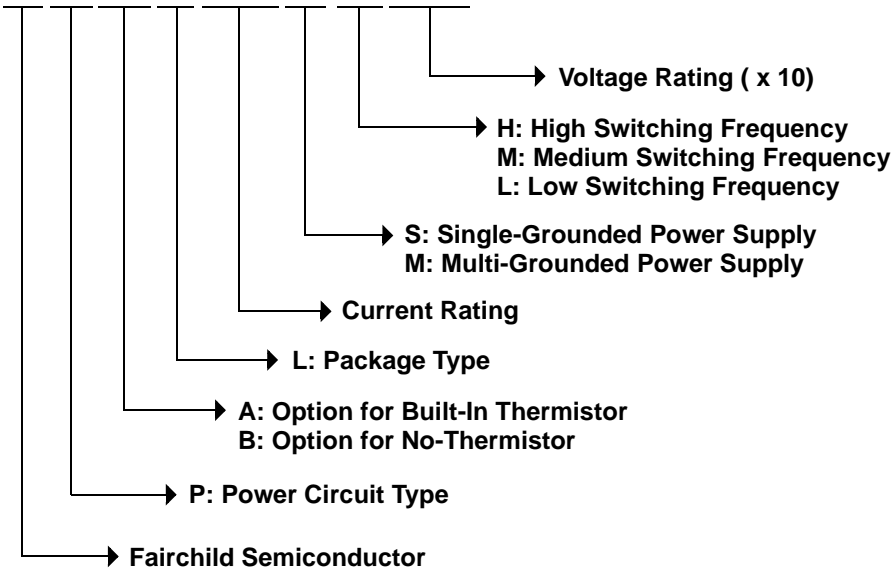 Voltage Rating ( x 10)
H: High Switching Frequency
M: Medium Switching Frequency
L: Low Switching Frequency
S: Single-Grounded Power Supply
M: Multi-Grounded Power Supply
Current Rating
L: Package Type
A: Option for Built-In Thermistor
B: Option for No-Thermistor
P: Power Circuit Type
Fairchild Semiconductor